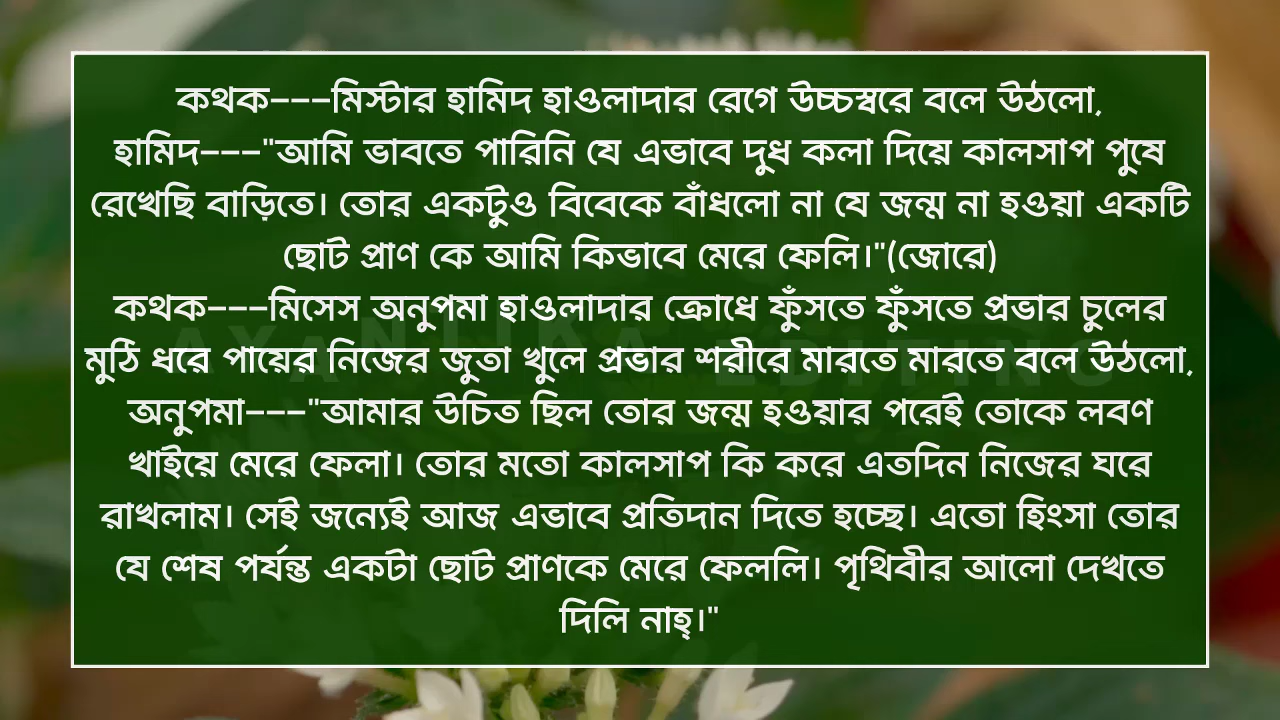 কথক---মিস্টার হামিদ হাওলাদার রেগে উচ্চস্বরে বলে উঠলো,
হামিদ---"আমি ভাবতে পারিনি যে এভাবে দুধ কলা দিয়ে কালসাপ পুষে
রেখেছি বাড়িতে। তোর একটুও বিবেকে বাঁধলো না যে জন্ম না হওয়া একটি
ছোট প্রাণ কে আমি কিভাবে মেরে ফেলি।"(জোরে)
কথক---মিসেস অনুপমা হাওলাদার ক্রোধে ফুঁসতে ফুঁসতে প্রভার চুলের
মুঠি ধরে পায়ের নিজের জুতা খুলে প্রভার শরীরে মারতে মারতে বলে উঠলো,
অনুপমা---"আমার উচিত ছিল তোর জন্ম হওয়ার পরেই তোকে লবণ
খাইয়ে মেরে ফেলা। তোর মতো কালসাপ কি করে এতদিন নিজের ঘরে
রাখলাম। সেই জন্যেই আজ এভাবে প্রতিদান দিতে হচ্ছে। এতো হিংসা তোর
যে শেষ পর্যন্ত একটা ছোট প্রাণকে মেরে ফেললি। পৃথিবীর আলো দেখতে
দিলি নাহ্।"